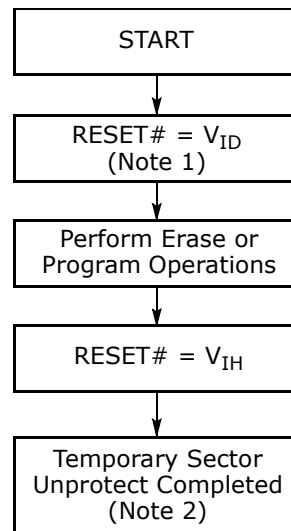 START
RESET# = VID
(Note 1)
Perform Erase or
Program Operations
RESET# = VIH
Temporary Sector
Unprotect Completed
(Note 2)